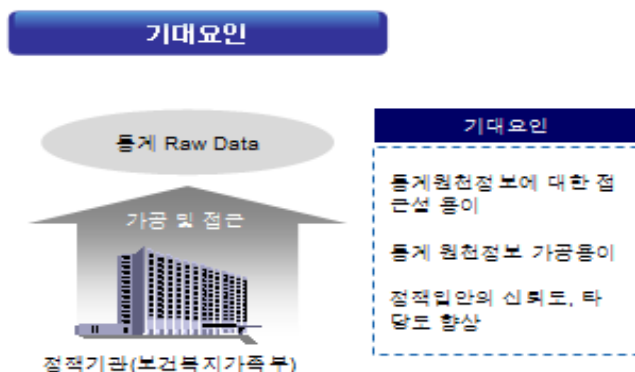 기대요인
통계 Raw Data
가공 및 접근
정책기관(보건복지가족부)
기대요인
통계원천정보에 대한 접
근성 용이
통계 원천정보 가공용이
정책입안의 신뢰도, 타
당도 향상